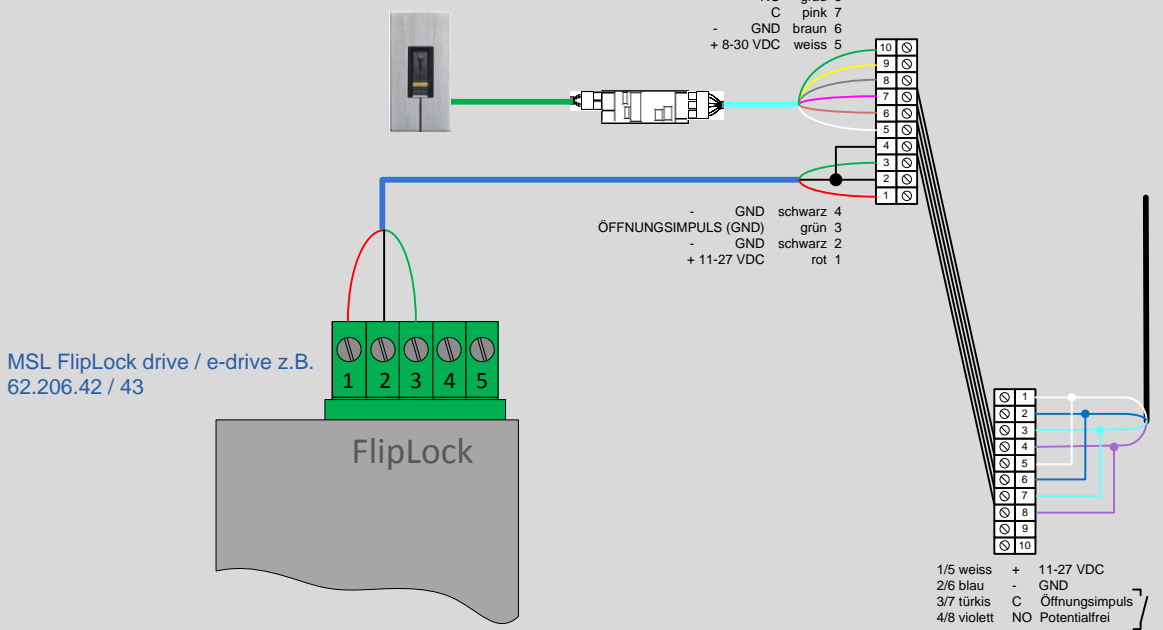 C pink 7
- GND braun 6
+ 8-30 VDC weiss 5
10
9
8
7
6
5
4
3
2
1
- GND schwarz 4
ÖFFNUNGSIMPULS (GND) grün 3
- GND schwarz 2
+ 11-27 VDC rot 1
MSL FlipLock drive / e-drive z.B.
62.206.42 / 43
1 2 3 4 5
FlipLock
1
2
3
4
5
6
7
8
9
10
1/5 weiss + 11-27 VDC
2/6 blau - GND
3/7 türkis C Öffnungsimpuls
4/8 violett NO Potentialfrei